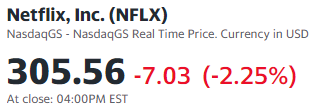 Netflix, Inc. (NFLX)
NasdaqGS - NasdaqGS Real Time Price. Currency in USD
305.56 -7.03 (-2.25%)
At close: 04:00PM EST